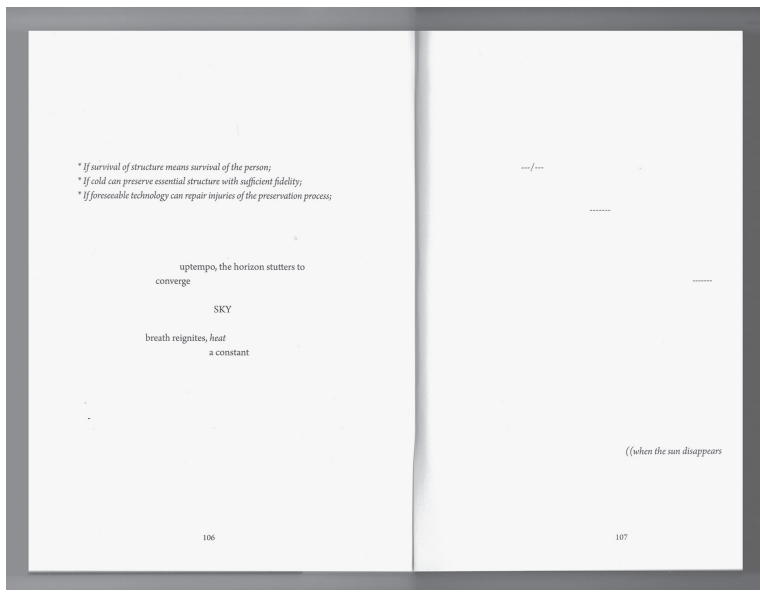 * If survival of structure means survival of the person;
* If cold can preserve essential structure with sufficient fidelity;
* If foreseeable technology can repair injuries of the preservation process;
uptempo, the horizon stutters to
converge
SKY
breath reignites, heat
a constant
-
106
---/---
-------
-------
((when the sun disappears
107